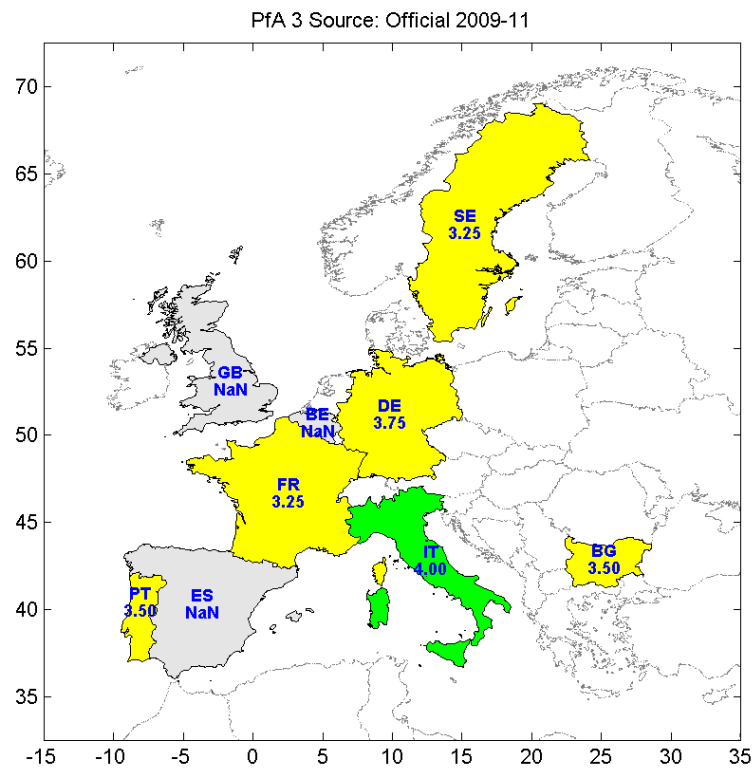 PfA 3 Source: Official 2009-11
70
65
60
55
50
45
40
35
SE
3.25
GB
NaN
BE
NaN
DE
3.75
FR
3.25
IT
4.00
BG
3.50
PT
3.50
ES
NaN
-15 -10 -5 0 5 10 15 20 25 30 35